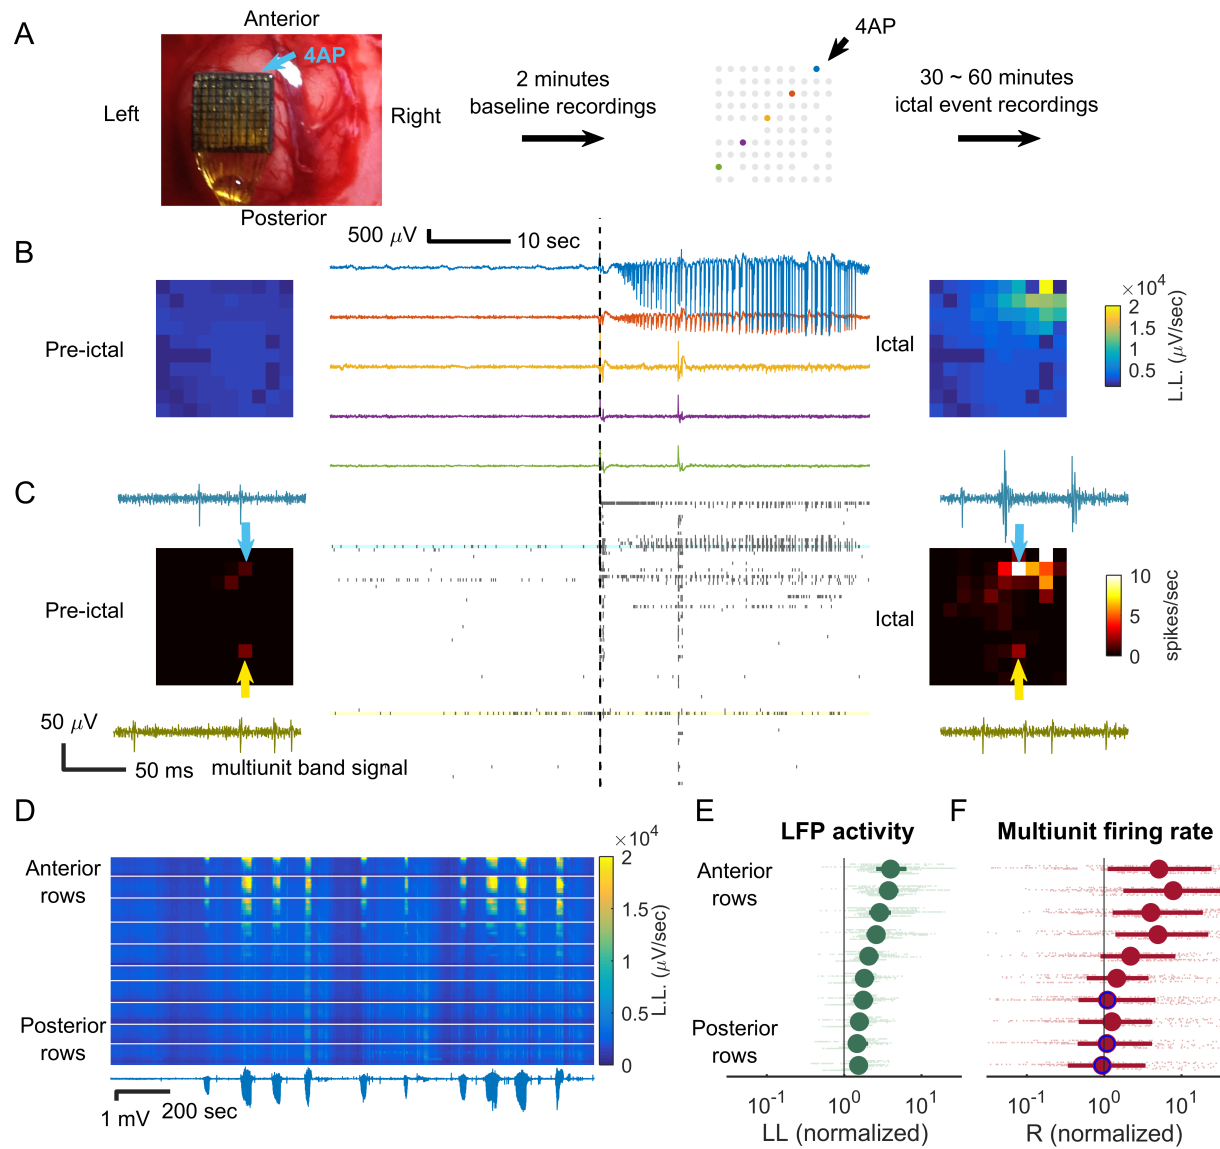 A
Anterior
4AP
Left
Right
Posterior
2 minutes
baseline recordings
4AP
30 ~ 60 minutes
ictal event recordings
B
500 μV
10 sec
Pre-ictal
Ictal
×10⁴
2
1.5
1
0.5
L.L. (μV/sec)
C
Pre-ictal
Ictal
10
5
0
spikes/sec
50 μV
50 ms
multiunit band signal
D
Anterior
rows
Posterior
rows
×10⁴
2
1.5
1
0.5
0
L.L. (μV/sec)
1 mV
200 sec
E
LFP activity
Anterior
rows
Posterior
rows
10⁻¹
10⁰
10¹
LL (normalized)
F
Multiunit firing rate
10⁻¹
10⁰
10¹
R (normalized)